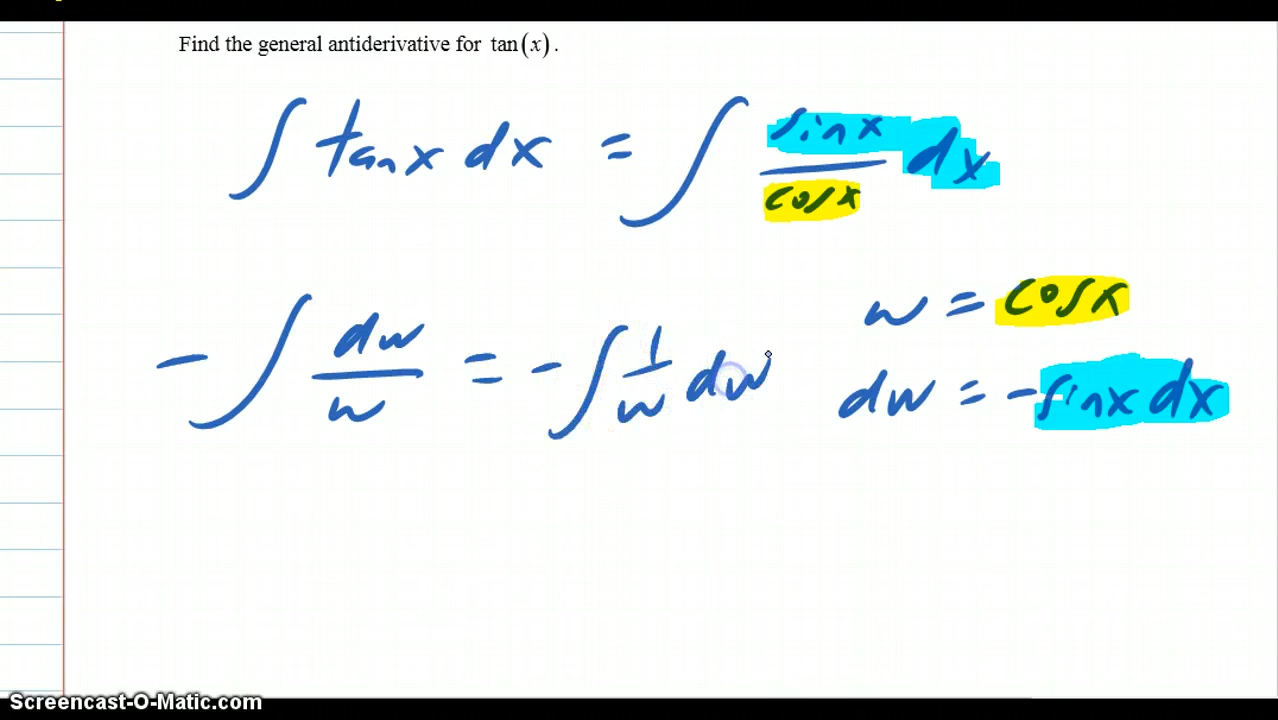 Find the general antiderivative for tan(x).
∫ tan x dx = ∫ sin x / cos x dx
w = cos x
- ∫ dw / w = - ∫ 1/w dw
dw = - sin x dx
Screencast-O-Matic.com